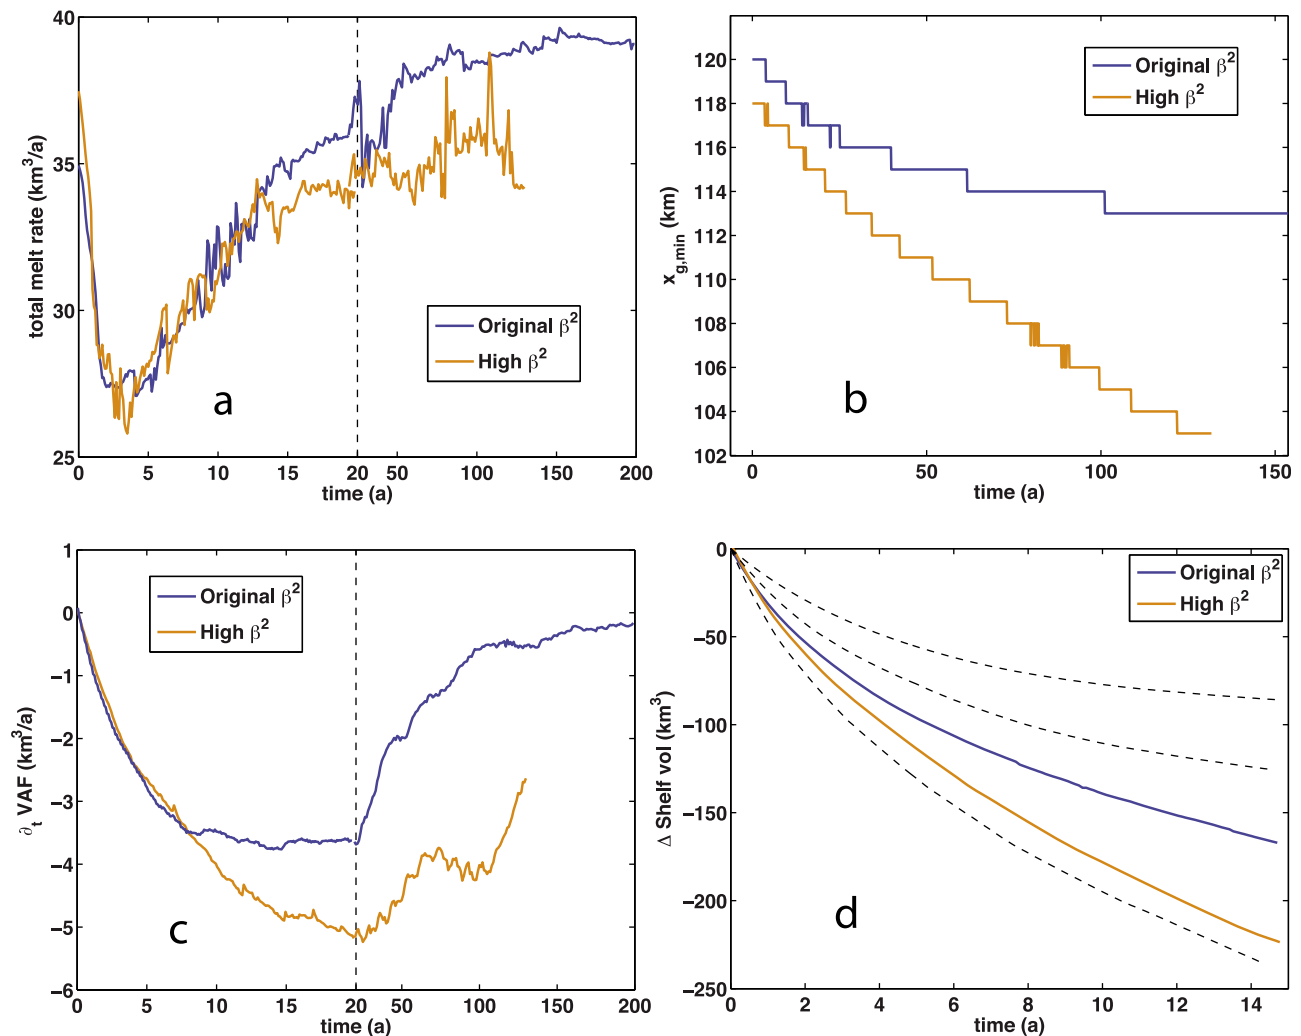 total melt rate (km³/a)
40
35
30
25
0 5 10 15 20 50 100 150 200
time (a)
Original β²
High β²
a
x_g,min (km)
120
118
116
114
112
110
108
106
104
102
0 50 100 150
time (a)
Original β²
High β²
b
∂_t VAF (km³/a)
1
0
−1
−2
−3
−4
−5
−6
0 5 10 15 20 50 100 150 200
time (a)
Original β²
High β²
c
Δ Shelf vol (km³)
0
−50
−100
−150
−200
−250
0 2 4 6 8 10 12 14
time (a)
Original β²
High β²
d